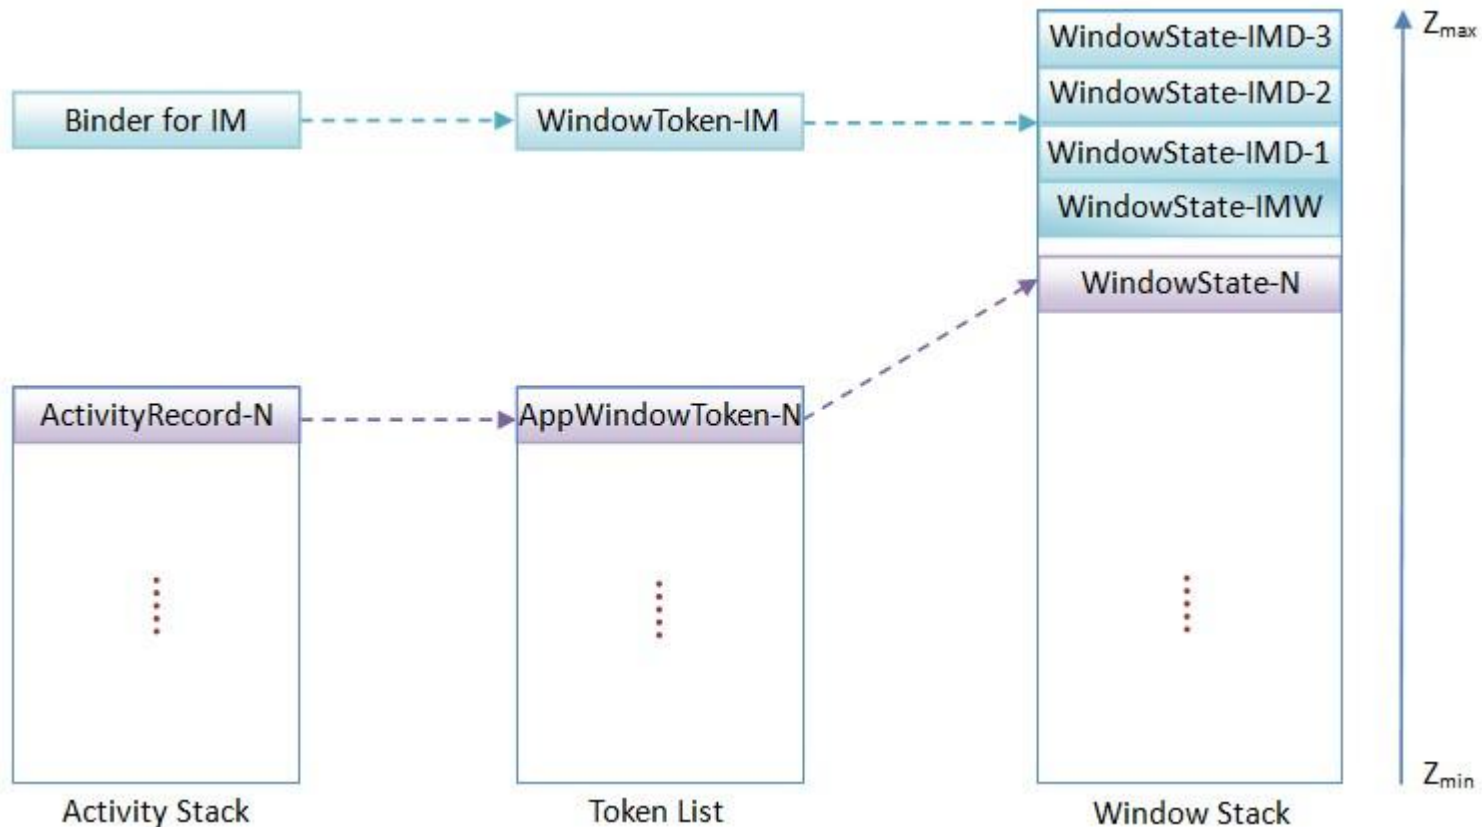 WindowState-IMD-3
Zmax
WindowState-IMD-2
Binder for IM
WindowToken-IM
WindowState-IMD-1
WindowState-IMW
WindowState-N
ActivityRecord-N
AppWindowToken-N
Zmin
Activity Stack
Token List
Window Stack